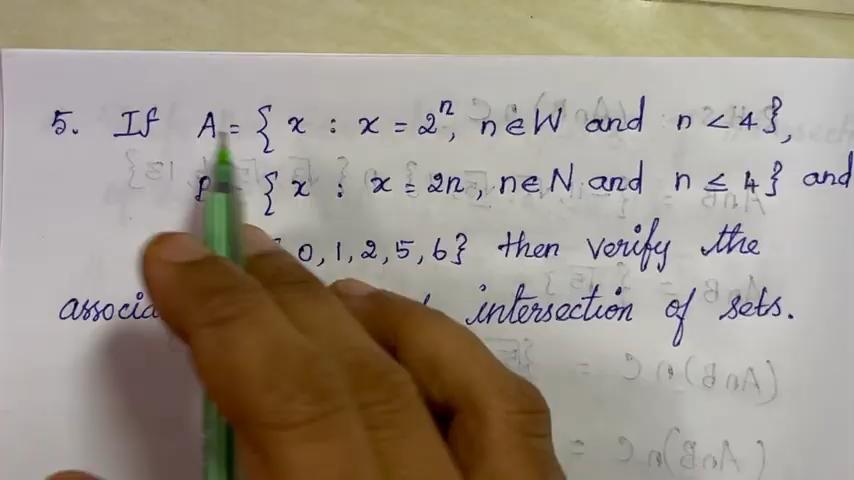 5. If A = { x : x = 2ⁿ, n ∈ W and n < 4},
= { x : x = 2n, n ∈ N and n ≤ 4} and
0, 1, 2, 5, 6} then verify the
intersection of sets.